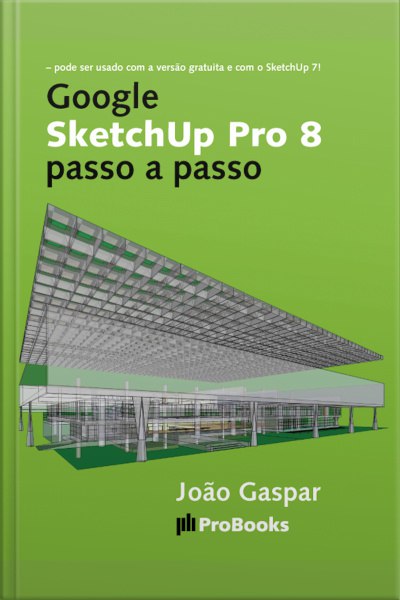 – pode ser usado com a versão gratuita e com o SketchUp 7!
Google
SketchUp Pro 8
passo a passo
João Gaspar
ProBooks